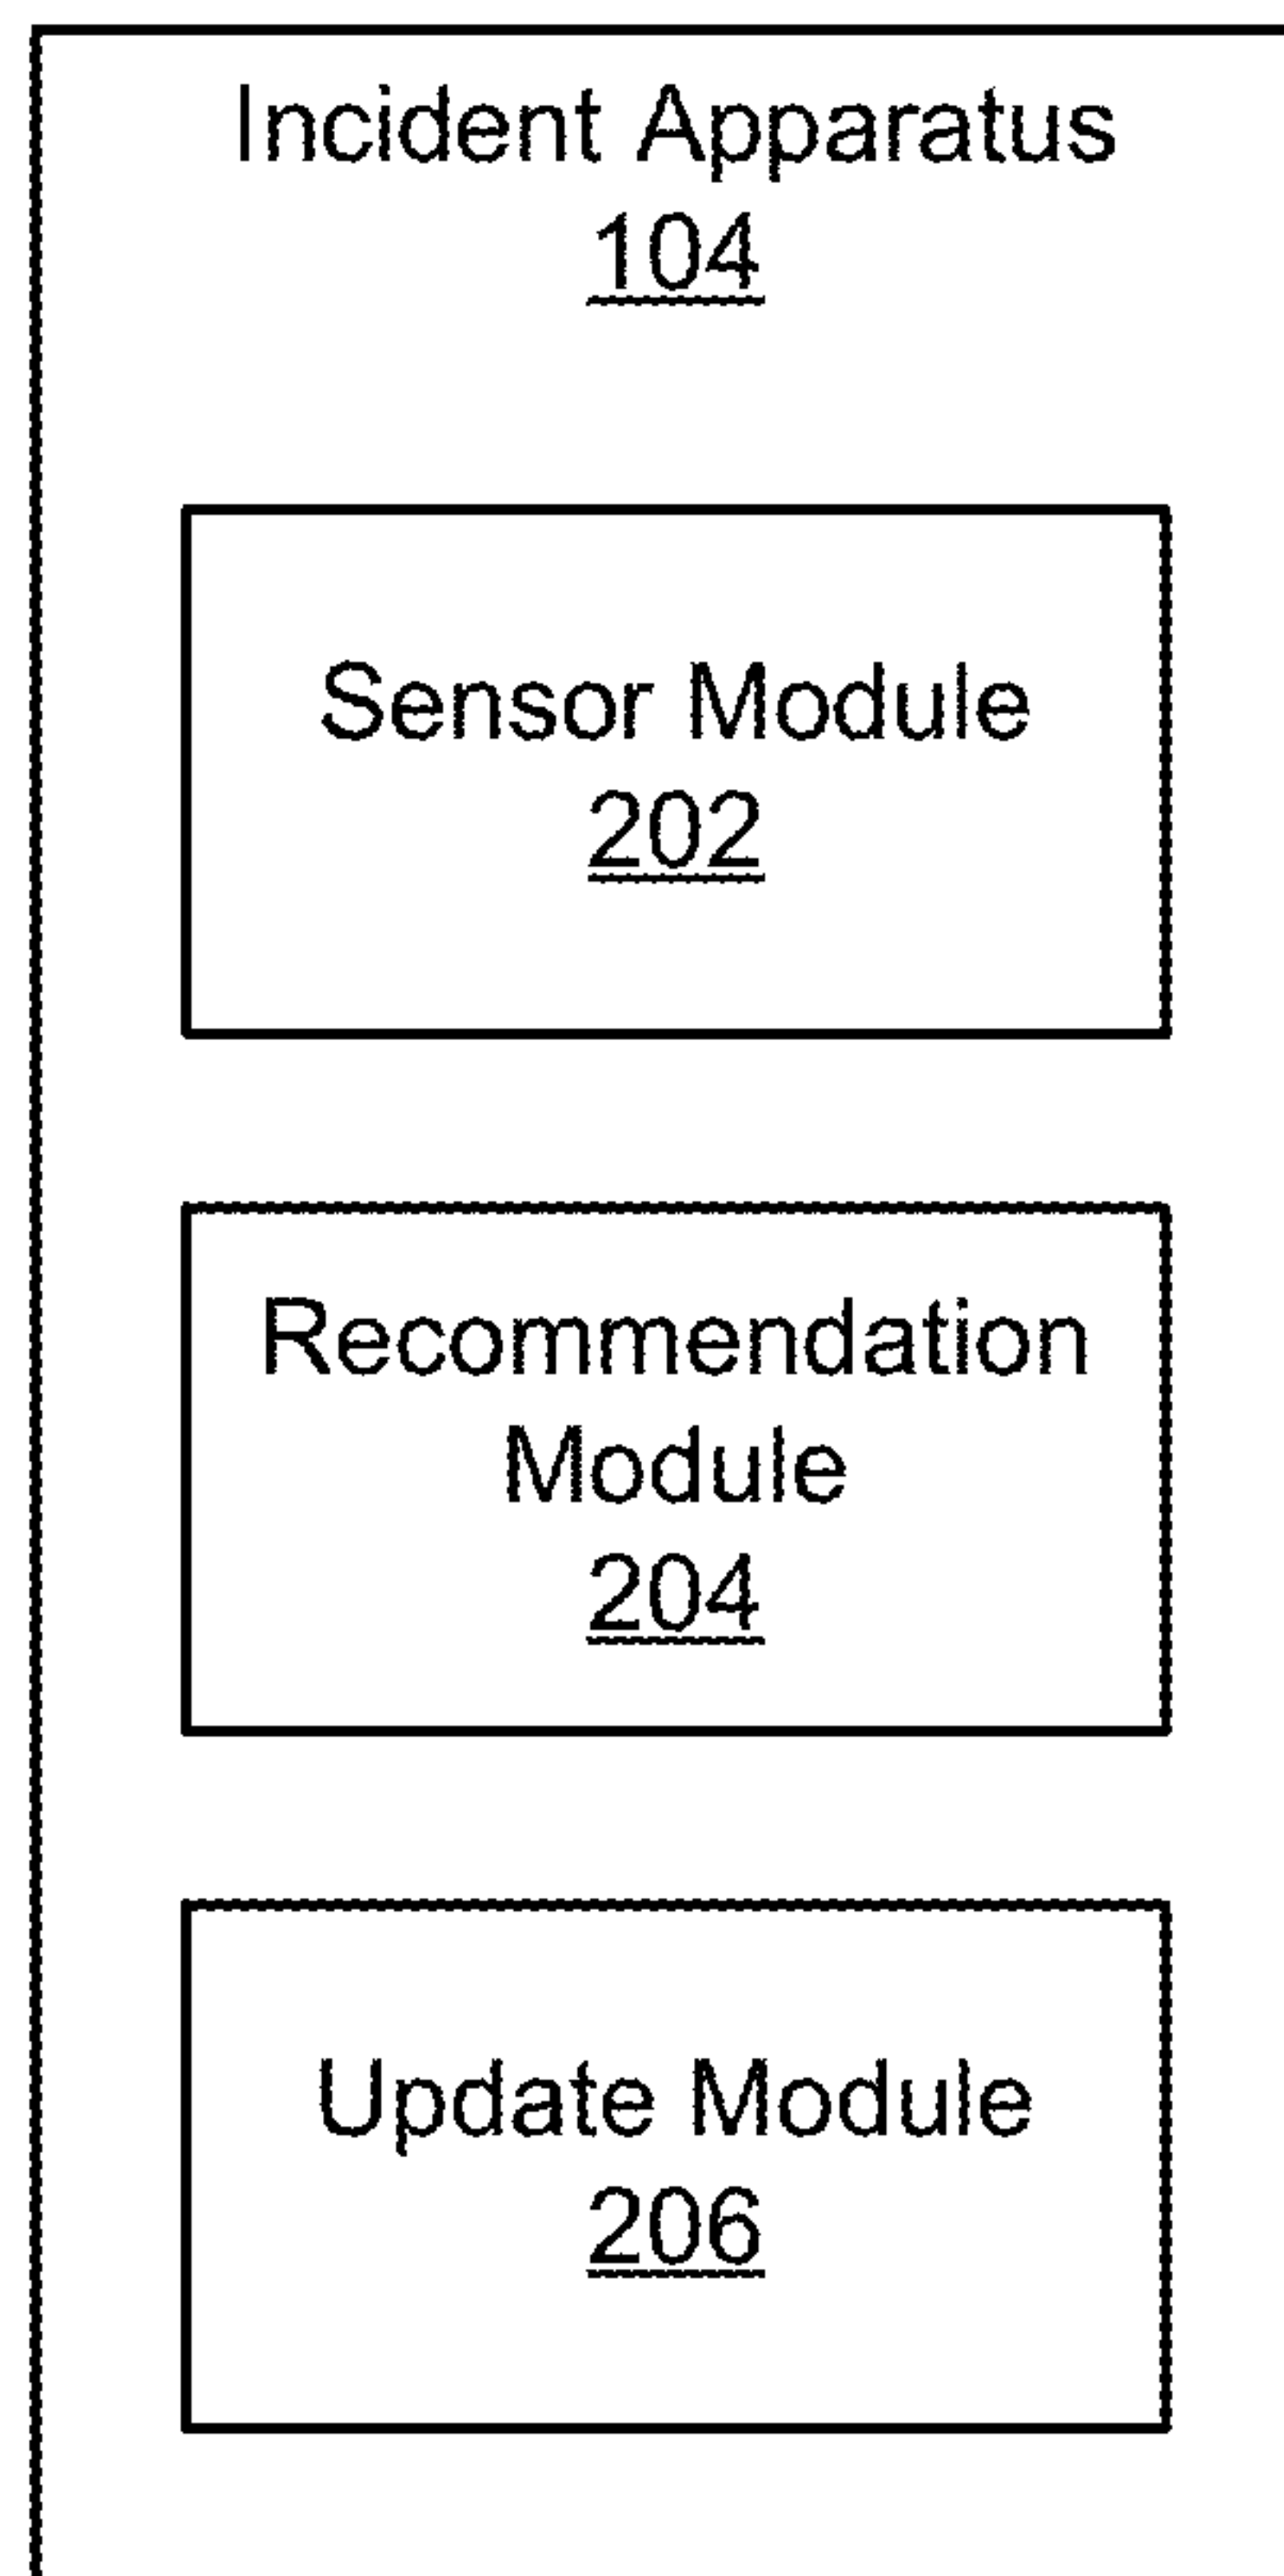 Incident Apparatus
104
Sensor Module
202
Recommendation
Module
204
Update Module
206